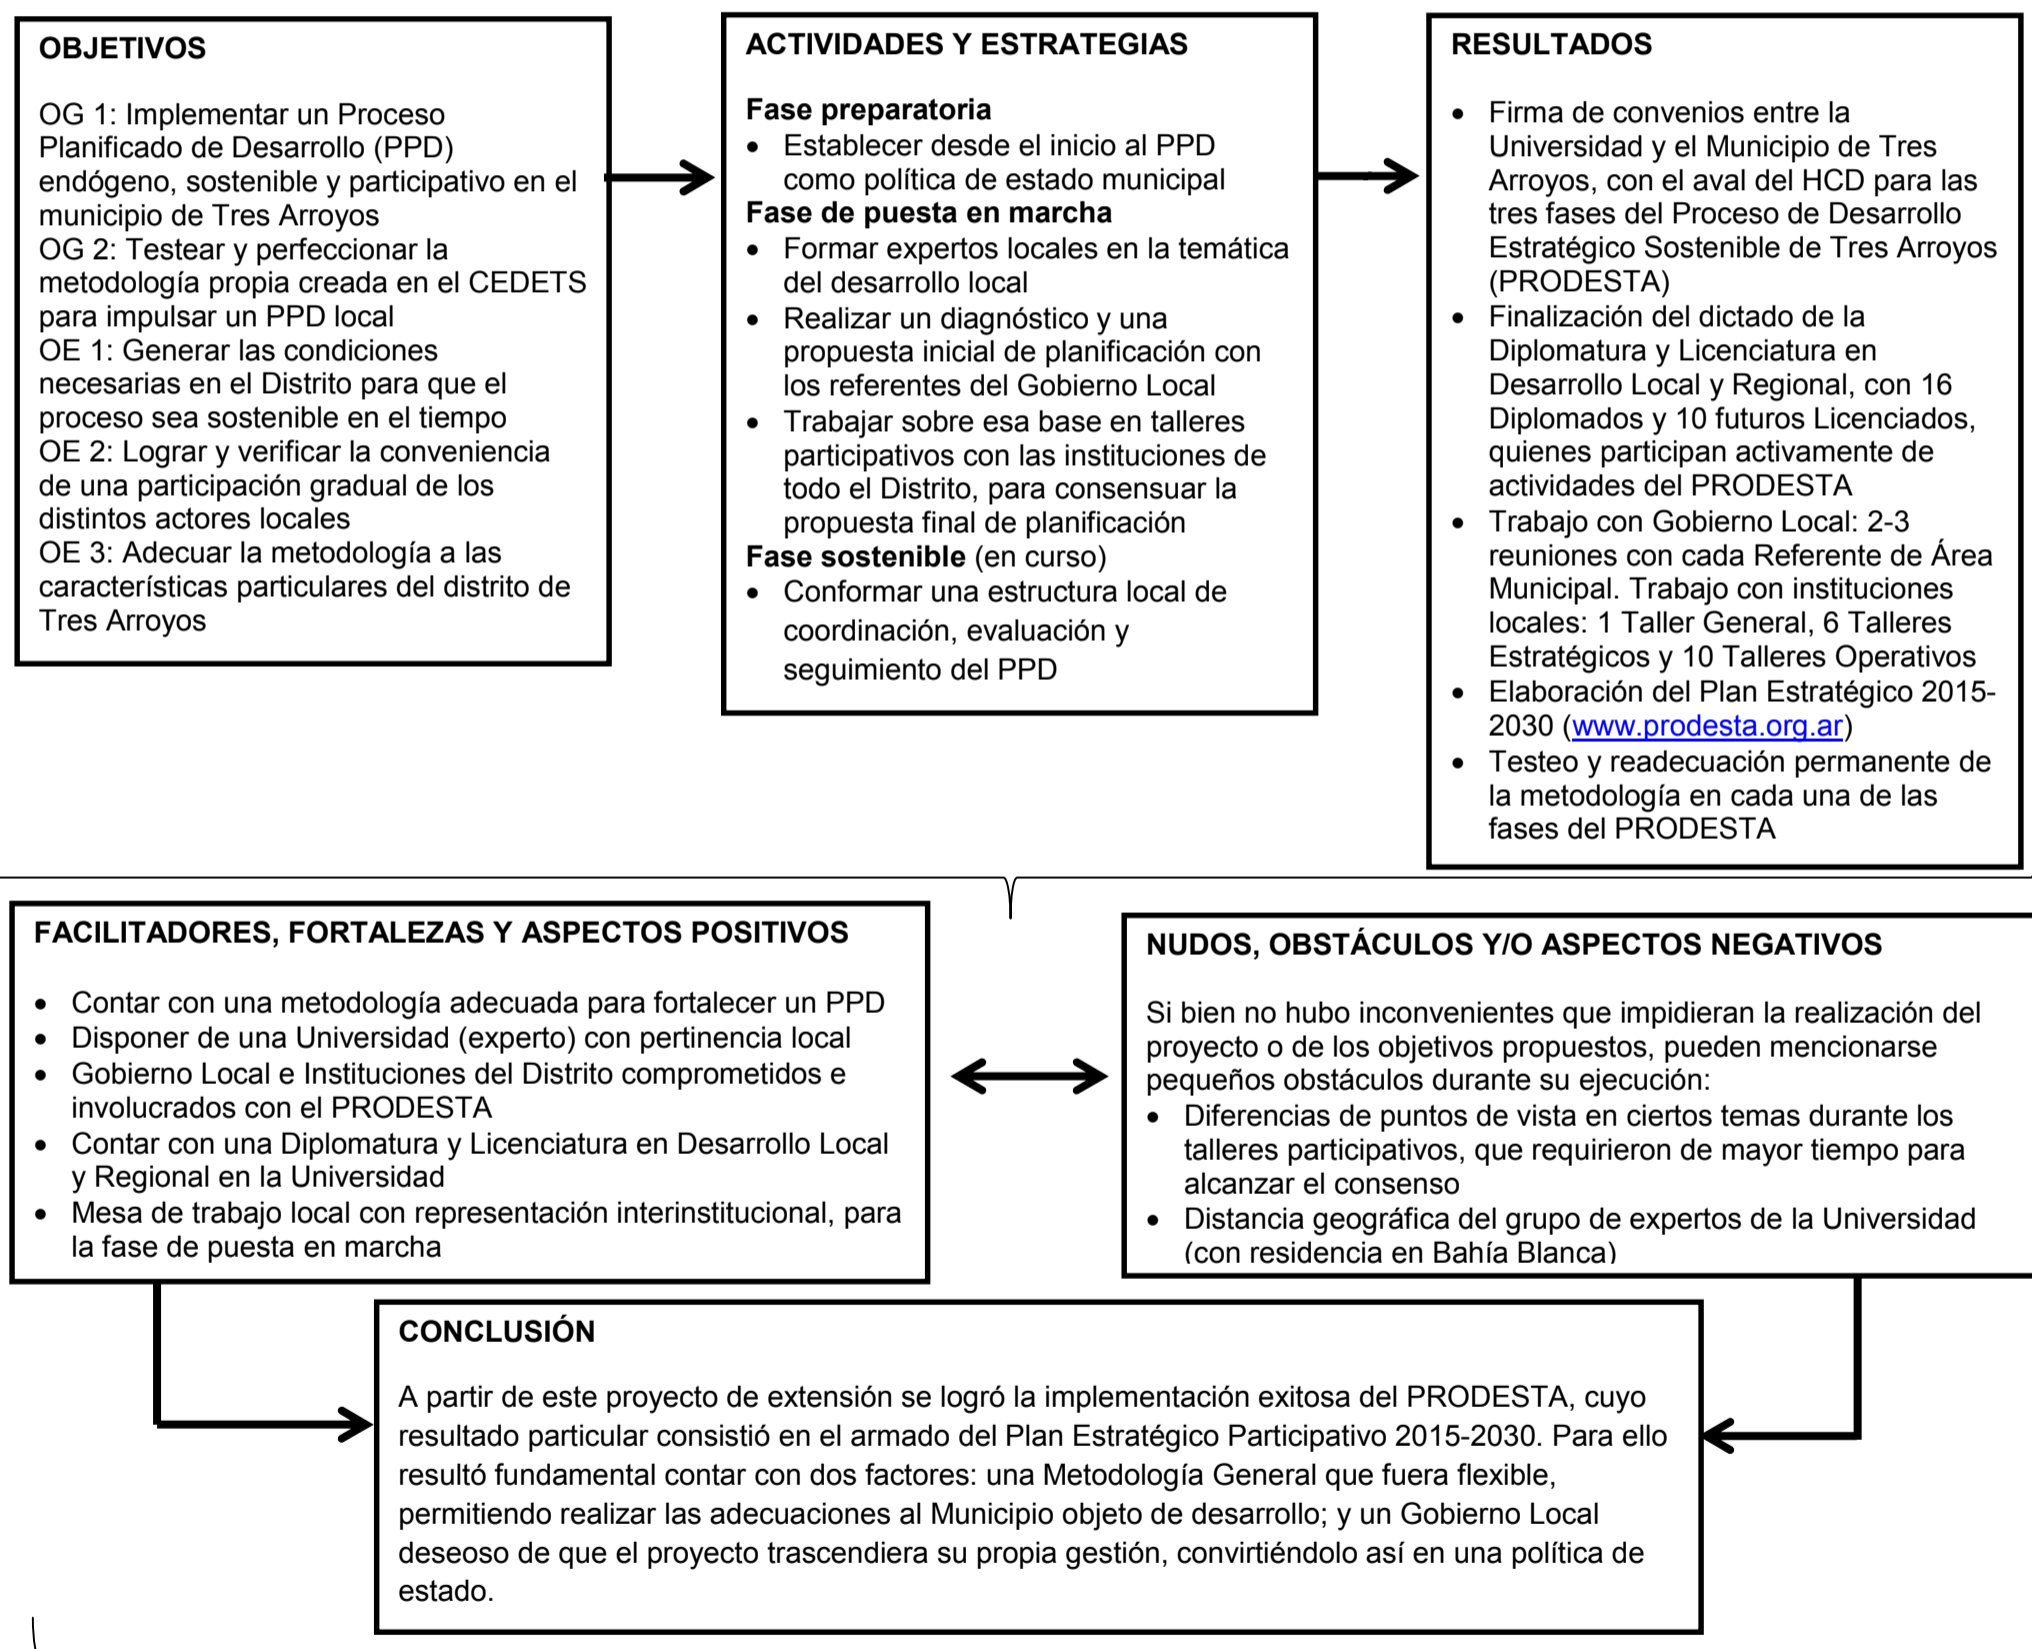 OBJETIVOS
OG 1: Implementar un Proceso
Planificado de Desarrollo (PPD)
endógeno, sostenible y participativo en el
municipio de Tres Arroyos
OG 2: Testear y perfeccionar la
metodología propia creada en el CEDETS
para impulsar un PPD local
OE 1: Generar las condiciones
necesarias en el Distrito para que el
proceso sea sostenible en el tiempo
OE 2: Lograr y verificar la conveniencia
de una participación gradual de los
distintos actores locales
OE 3: Adecuar la metodología a las
características particulares del distrito de
Tres Arroyos
ACTIVIDADES Y ESTRATEGIAS
Fase preparatoria
• Establecer desde el inicio al PPD
como política de estado municipal
Fase de puesta en marcha
• Formar expertos locales en la temática
del desarrollo local
• Realizar un diagnóstico y una
propuesta inicial de planificación con
los referentes del Gobierno Local
• Trabajar sobre esa base en talleres
participativos con las instituciones de
todo el Distrito, para consensuar la
propuesta final de planificación
Fase sostenible (en curso)
• Conformar una estructura local de
coordinación, evaluación y
seguimiento del PPD
RESULTADOS
• Firma de convenios entre la
Universidad y el Municipio de Tres
Arroyos, con el aval del HCD para las
tres fases del Proceso de Desarrollo
Estratégico Sostenible de Tres Arroyos
(PRODESTA)
• Finalización del dictado de la
Diplomatura y Licenciatura en
Desarrollo Local y Regional, con 16
Diplomados y 10 futuros Licenciados,
quienes participan activamente de
actividades del PRODESTA
• Trabajo con Gobierno Local: 2-3
reuniones con cada Referente de Área
Municipal. Trabajo con instituciones
locales: 1 Taller General, 6 Talleres
Estratégicos y 10 Talleres Operativos
• Elaboración del Plan Estratégico 2015-
2030 (www.prodesta.org.ar)
• Testeo y readecuación permanente de
la metodología en cada una de las
fases del PRODESTA
FACILITADORES, FORTALEZAS Y ASPECTOS POSITIVOS
• Contar con una metodología adecuada para fortalecer un PPD
• Disponer de una Universidad (experto) con pertinencia local
• Gobierno Local e Instituciones del Distrito comprometidos e
involucrados con el PRODESTA
• Contar con una Diplomatura y Licenciatura en Desarrollo Local
y Regional en la Universidad
• Mesa de trabajo local con representación interinstitucional, para
la fase de puesta en marcha
NUDOS, OBSTÁCULOS Y/O ASPECTOS NEGATIVOS
Si bien no hubo inconvenientes que impidieran la realización del
proyecto o de los objetivos propuestos, pueden mencionarse
pequeños obstáculos durante su ejecución:
• Diferencias de puntos de vista en ciertos temas durante los
talleres participativos, que requirieron de mayor tiempo para
alcanzar el consenso
• Distancia geográfica del grupo de expertos de la Universidad
(con residencia en Bahía Blanca)
CONCLUSIÓN
A partir de este proyecto de extensión se logró la implementación exitosa del PRODESTA, cuyo
resultado particular consistió en el armado del Plan Estratégico Participativo 2015-2030. Para ello
resultó fundamental contar con dos factores: una Metodología General que fuera flexible,
permitiendo realizar las adecuaciones al Municipio objeto de desarrollo; y un Gobierno Local
deseoso de que el proyecto trascendiera su propia gestión, convirtiéndolo así en una política de
estado.